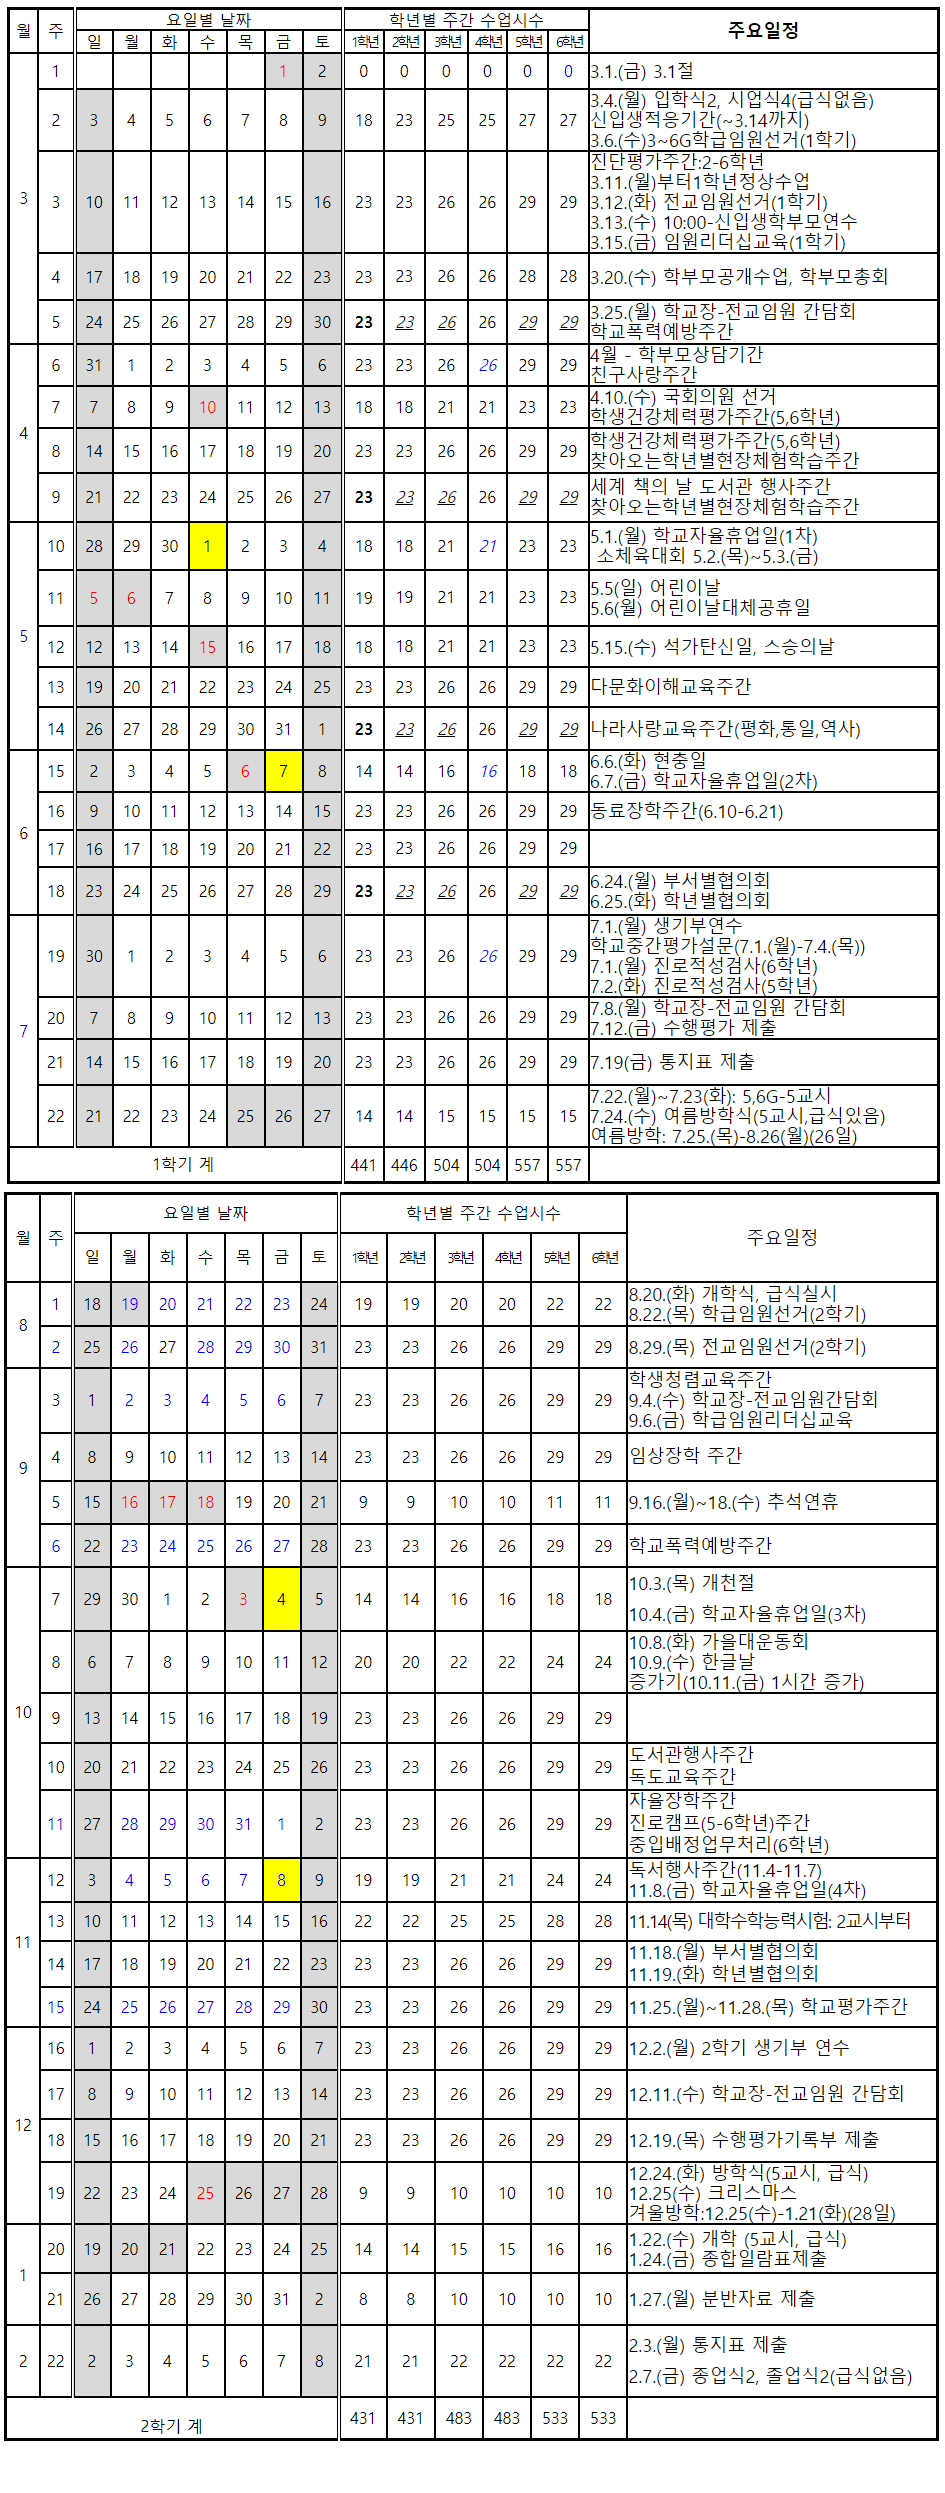 월 주 요일별 날짜 학년별 주간 수업시수 주요일정
일 월 화 수 목 금 토 1학년 2학년 3학년 4학년 5학년 6학년
3
1 1 2 0 0 0 0 0 0 3.1.(금) 3.1절
2 3 4 5 6 7 8 9 18 23 25 25 27 27 3.4.(월) 입학식2, 시업식4(급식없음)
신입생적응기간(~3.14까지)
3.6.(수)3~6G학급임원선거(1학기)
3 10 11 12 13 14 15 16 23 23 26 26 29 29 진단평가주간:2-6학년
3.11.(월)부터1학년정상수업
3.12.(화) 전교임원선거(1학기)
3.13.(수) 10:00-신입생학부모연수
3.15.(금) 임원리더십교육(1학기)
4 17 18 19 20 21 22 23 23 23 26 26 28 28 3.20.(수) 학부모공개수업, 학부모총회
5 24 25 26 27 28 29 30 23 23 26 26 29 29 3.25.(월) 학교장-전교임원 간담회
학교폭력예방주간
4
6 31 1 2 3 4 5 6 23 23 26 26 29 29 4월 - 학부모상담기간
친구사랑주간
7 7 8 9 10 11 12 13 18 18 21 21 23 23 4.10.(수) 국회의원 선거
학생건강체력평가주간(5,6학년)
8 14 15 16 17 18 19 20 23 23 26 26 29 29 학생건강체력평가주간(5,6학년)
찾아오는학년별현장체험학습주간
9 21 22 23 24 25 26 27 23 23 26 26 29 29 세계 책의 날 도서관 행사주간
찾아오는학년별현장체험학습주간
5
10 28 29 30 1 2 3 4 18 18 21 21 23 23 5.1.(월) 학교자율휴업일(1차)
소체육대회 5.2.(목)~5.3.(금)
11 5 6 7 8 9 10 11 19 19 21 21 23 23 5.5(일) 어린이날
5.6(월) 어린이날대체공휴일
12 12 13 14 15 16 17 18 18 18 21 21 23 23 5.15.(수) 석가탄신일, 스승의날
13 19 20 21 22 23 24 25 23 23 26 26 29 29 다문화이해교육주간
14 26 27 28 29 30 31 1 23 23 26 26 29 29 나라사랑교육주간(평화,통일,역사)
6
15 2 3 4 5 6 7 8 14 14 16 16 18 18 6.6.(화) 현충일
6.7.(금) 학교자율휴업일(2차)
16 9 10 11 12 13 14 15 23 23 26 26 29 29 동료장학주간(6.10-6.21)
17 16 17 18 19 20 21 22 23 23 26 26 29 29
18 23 24 25 26 27 28 29 23 23 26 26 29 29 6.24.(월) 부서별협의회
6.25.(화) 학년별협의회
7
19 30 1 2 3 4 5 6 23 23 26 26 29 29 7.1.(월) 생기부연수
학교중간평가설문(7.1.(월)-7.4.(목))
7.1.(월) 진로적성검사(6학년)
7.2.(화) 진로적성검사(5학년)
20 7 8 9 10 11 12 13 23 23 26 26 29 29 7.8.(월) 학교장-전교임원 간담회
7.12.(금) 수행평가 제출
21 14 15 16 17 18 19 20 23 23 26 26 29 29 7.19(금) 통지표 제출
22 21 22 23 24 25 26 27 14 14 15 15 15 15 7.22.(월)~7.23(화): 5,6G-5교시
7.24.(수) 여름방학식(5교시,급식있음)
여름방학: 7.25.(목)-8.26(월)(26일)
1학기 계 441 446 504 504 557 557
월 주 요일별 날짜 학년별 주간 수업시수 주요일정
일 월 화 수 목 금 토 1학년 2학년 3학년 4학년 5학년 6학년
8
1 18 19 20 21 22 23 24 19 19 20 20 22 22 8.20.(화) 개학식, 급식실시
8.22.(목) 학급임원선거(2학기)
2 25 26 27 28 29 30 31 23 23 26 26 29 29 8.29.(목) 전교임원선거(2학기)
9
3 1 2 3 4 5 6 7 23 23 26 26 29 29 학생청렴교육주간
9.4.(수) 학교장-전교임원간담회
9.6.(금) 학급임원리더십교육
4 8 9 10 11 12 13 14 23 23 26 26 29 29 임상장학 주간
5 15 16 17 18 19 20 21 9 9 10 10 11 11 9.16.(월)~18.(수) 추석연휴
6 22 23 24 25 26 27 28 23 23 26 26 29 29 학교폭력예방주간
10
7 29 30 1 2 3 4 5 14 14 16 16 18 18 10.3.(목) 개천절
10.4.(금) 학교자율휴업일(3차)
8 6 7 8 9 10 11 12 20 20 22 22 24 24 10.8.(화) 가을대운동회
10.9.(수) 한글날
증가기(10.11.(금) 1시간 증가)
9 13 14 15 16 17 18 19 23 23 26 26 29 29
10 20 21 22 23 24 25 26 23 23 26 26 29 29 도서관행사주간
독도교육주간
11 27 28 29 30 31 1 2 23 23 26 26 29 29 자율장학주간
진로캠프(5-6학년)주간
중입배정업무처리(6학년)
11
12 3 4 5 6 7 8 9 19 19 21 21 24 24 독서행사주간(11.4-11.7)
11.8.(금) 학교자율휴업일(4차)
13 10 11 12 13 14 15 16 22 22 25 25 28 28 11.14(목) 대학수학능력시험: 2교시부터
14 17 18 19 20 21 22 23 23 23 26 26 29 29 11.18.(월) 부서별협의회
11.19.(화) 학년별협의회
15 24 25 26 27 28 29 30 23 23 26 26 29 29 11.25.(월)~11.28.(목) 학교평가주간
12
16 1 2 3 4 5 6 7 23 23 26 26 29 29 12.2.(월) 2학기 생기부 연수
17 8 9 10 11 12 13 14 23 23 26 26 29 29 12.11.(수) 학교장-전교임원 간담회
18 15 16 17 18 19 20 21 23 23 26 26 29 29 12.19.(목) 수행평가기록부 제출
19 22 23 24 25 26 27 28 9 9 10 10 10 10 12.24.(화) 방학식(5교시, 급식)
12.25(수) 크리스마스
겨울방학:12.25(수)-1.21(화)(28일)
1
20 19 20 21 22 23 24 25 14 14 15 15 16 16 1.22.(수) 개학 (5교시, 급식)
1.24.(금) 종합일람표제출
21 26 27 28 29 30 31 2 8 8 10 10 10 10 1.27.(월) 분반자료 제출
2
22 2 3 4 5 6 7 8 21 21 22 22 22 22 2.3.(월) 통지표 제출
2.7.(금) 종업식2, 졸업식2(급식없음)
2학기 계 431 431 483 483 533 533